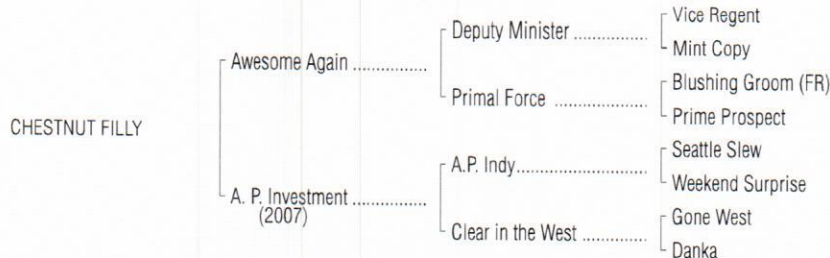 Vice Regent
Deputy Minister ...............
Mint Copy
Awesome Again ................
Blushing Groom (FR)
Primal Force ..................
Prime Prospect
CHESTNUT FILLY
Seattle Slew
A.P. Indy.......................
Weekend Surprise
A. P. Investment ................
(2007)
Gone West
Clear in the West .............
Danka